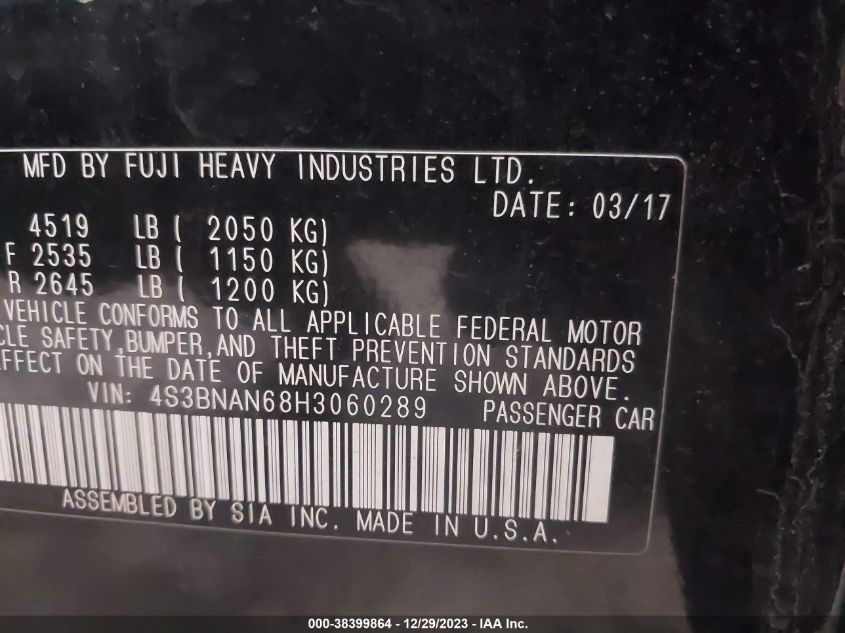 MFD BY FUJI HEAVY INDUSTRIES LTD.
DATE: 03/17
4519 LB ( 2050 KG)
F 2535 LB ( 1150 KG)
R 2645 LB ( 1200 KG)
VEHICLE CONFORMS TO ALL APPLICABLE FEDERAL MOTOR
CLE SAFETY,BUMPER,AND THEFT PREVENTION STANDARDS
EFFECT ON THE DATE OF MANUFACTURE SHOWN ABOVE.
VIN: 4S3BNAN68H3060289 PASSENGER CAR
ASSEMBLED BY SIA INC. MADE IN U.S.A.
000-38399864 - 12/29/2023 - IAA Inc.